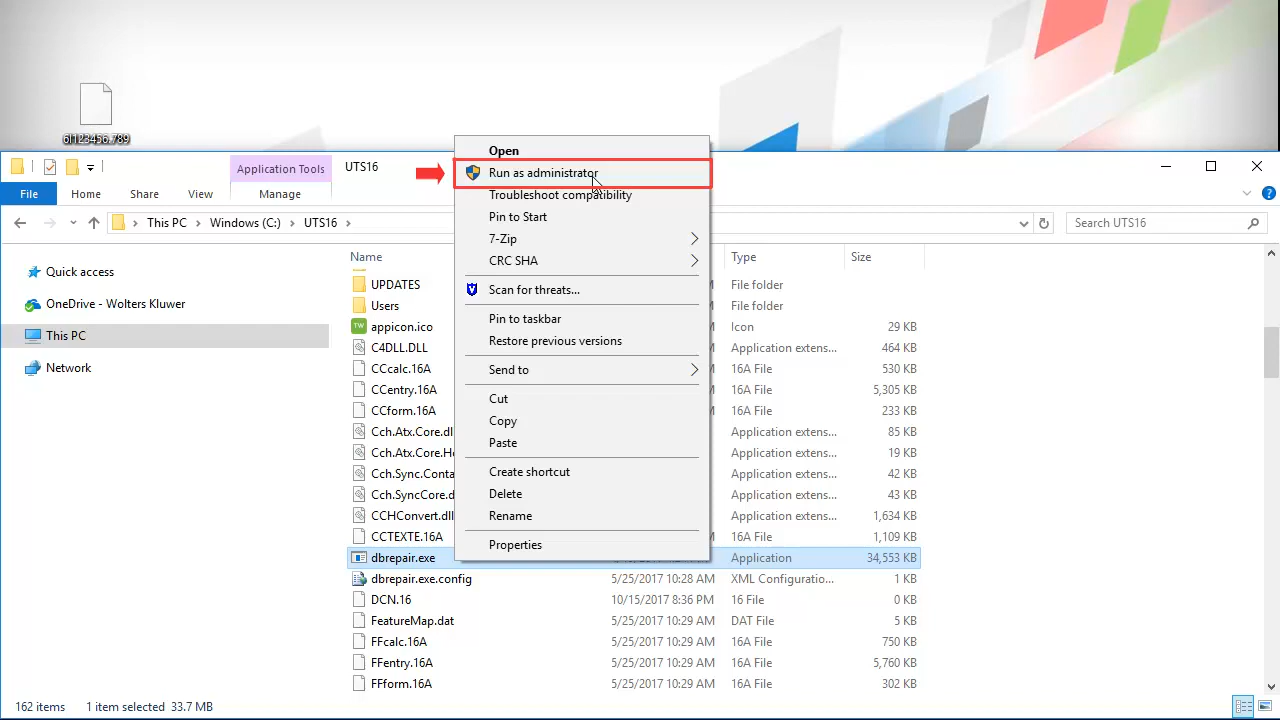 6I123456.789
Application Tools
UTS16
File
Home
Share
View
Manage
This PC
Windows (C:)
UTS16
Search UTS16
Quick access
OneDrive - Wolters Kluwer
This PC
Network
Name
Type
Size
UPDATES
File folder
Users
File folder
TW
appicon.ico
Icon
29 KB
C4DLL.DLL
Application extens...
464 KB
CCcalc.16A
16A File
530 KB
CCentry.16A
16A File
5,305 KB
CCform.16A
16A File
233 KB
Cch.Atx.Core.dl
Application extens...
85 KB
Cch.Atx.Core.He
Application extens...
19 KB
Cch.Sync.Conta
Application extens...
42 KB
Cch.SyncCore.d
Application extens...
43 KB
CCHConvert.dll
Application extens...
1,634 KB
CCTEXTE.16A
16A File
1,109 KB
dbrepair.exe
Application
34,553 KB
dbrepair.exe.config
5/25/2017 10:28 AM
XML Configuratio...
1 KB
DCN.16
10/15/2017 8:36 PM
16 File
0 KB
FeatureMap.dat
5/25/2017 10:29 AM
DAT File
5 KB
FFcalc.16A
5/25/2017 10:29 AM
16A File
750 KB
FFentry.16A
5/25/2017 10:29 AM
16A File
5,760 KB
FFform.16A
5/25/2017 10:29 AM
16A File
302 KB
Open
Run as administrator
Troubleshoot compatibility
Pin to Start
7-Zip
CRC SHA
Scan for threats...
Pin to taskbar
Restore previous versions
Send to
Cut
Copy
Paste
Create shortcut
Delete
Rename
Properties
162 items
1 item selected 33.7 MB